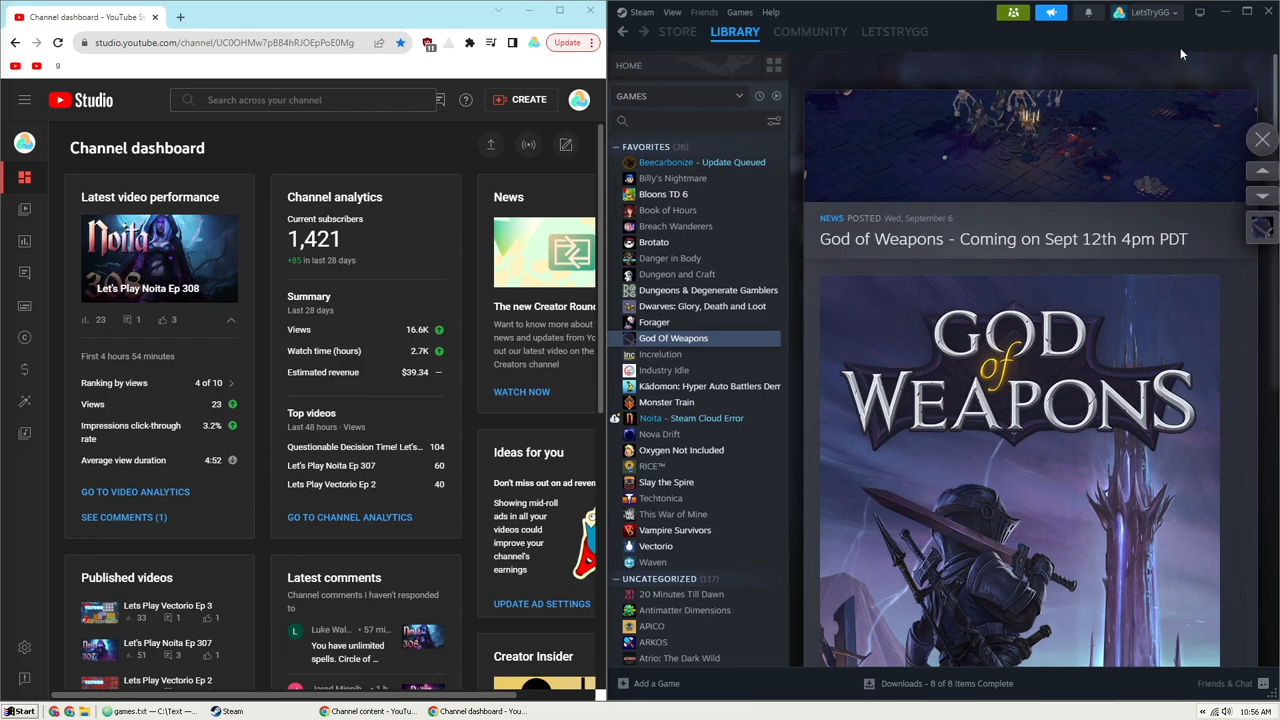 Channel dashboard - YouTube St
studio.youtube.com/channel/UC0OHMw7pBB4hRJOEpPoE0Mg
11
Update
g
Studio
Search across your channel
CREATE
Channel dashboard
Latest video performance
Noita
308
Let's Play Noita Ep 308
23
1
3
First 4 hours 54 minutes
Ranking by views
4 of 10
Views
23
Impressions click-through rate
3.2%
Average view duration
4:52
GO TO VIDEO ANALYTICS
SEE COMMENTS (1)
Published videos
Lets Play Vectorio Ep 3
33
1
1
Let's Play Noita Ep 307
51
3
1
Lets Play Vectorio Ep 2
Channel analytics
Current subscribers
1,421
+85 in last 28 days
Summary
Last 28 days
Views
16.6K
Watch time (hours)
2.7K
Estimated revenue
$39.34
Top videos
Last 48 hours · Views
Questionable Decision Time! Let's...
104
Let's Play Noita Ep 307
60
Lets Play Vectorio Ep 2
40
GO TO CHANNEL ANALYTICS
Latest comments
Channel comments I haven't responded
to
L
Luke Wal... • 57 mi...
You have unlimited
spells. Circle of ...
News
The new Creator Roun
Want to know more about
news and updates from Yo
out our latest video on the
Creators channel
WATCH NOW
Ideas for you
Don't miss out on ad reven
Showing mid-roll
ads in all your
videos could
improve your
channel's
earnings
UPDATE AD SETTINGS
Creator Insider
Steam
View
Friends
Games
Help
LetsTryGG
STORE
LIBRARY
COMMUNITY
LETSTRYGG
HOME
GAMES
FAVORITES (26)
Beecarbonize - Update Queued
Billy's Nightmare
Bloons TD 6
Book of Hours
Breach Wanderers
Brotato
Danger in Body
Dungeon and Craft
Dungeons & Degenerate Gamblers
Dwarves: Glory, Death and Loot
Forager
God Of Weapons
Increlution
Industry Idle
Kādomon: Hyper Auto Battlers Dem
Monster Train
Noita - Steam Cloud Error
Nova Drift
Oxygen Not Included
RICE™
Slay the Spire
Techtonica
This War of Mine
Vampire Survivors
Vectorio
Waven
UNCATEGORIZED (117)
20 Minutes Till Dawn
Antimatter Dimensions
APICO
ARKOS
Atrio: The Dark Wild
NEWS POSTED Wed, September 6
God of Weapons - Coming on Sept 12th 4pm PDT
GOD
of
WEAPONS
Add a Game
Downloads - 8 of 8 Items Complete
Friends & Chat
Start
games.txt — C:\Text —...
Steam
Channel content - YouTu...
Channel dashboard - You...
10:56 AM